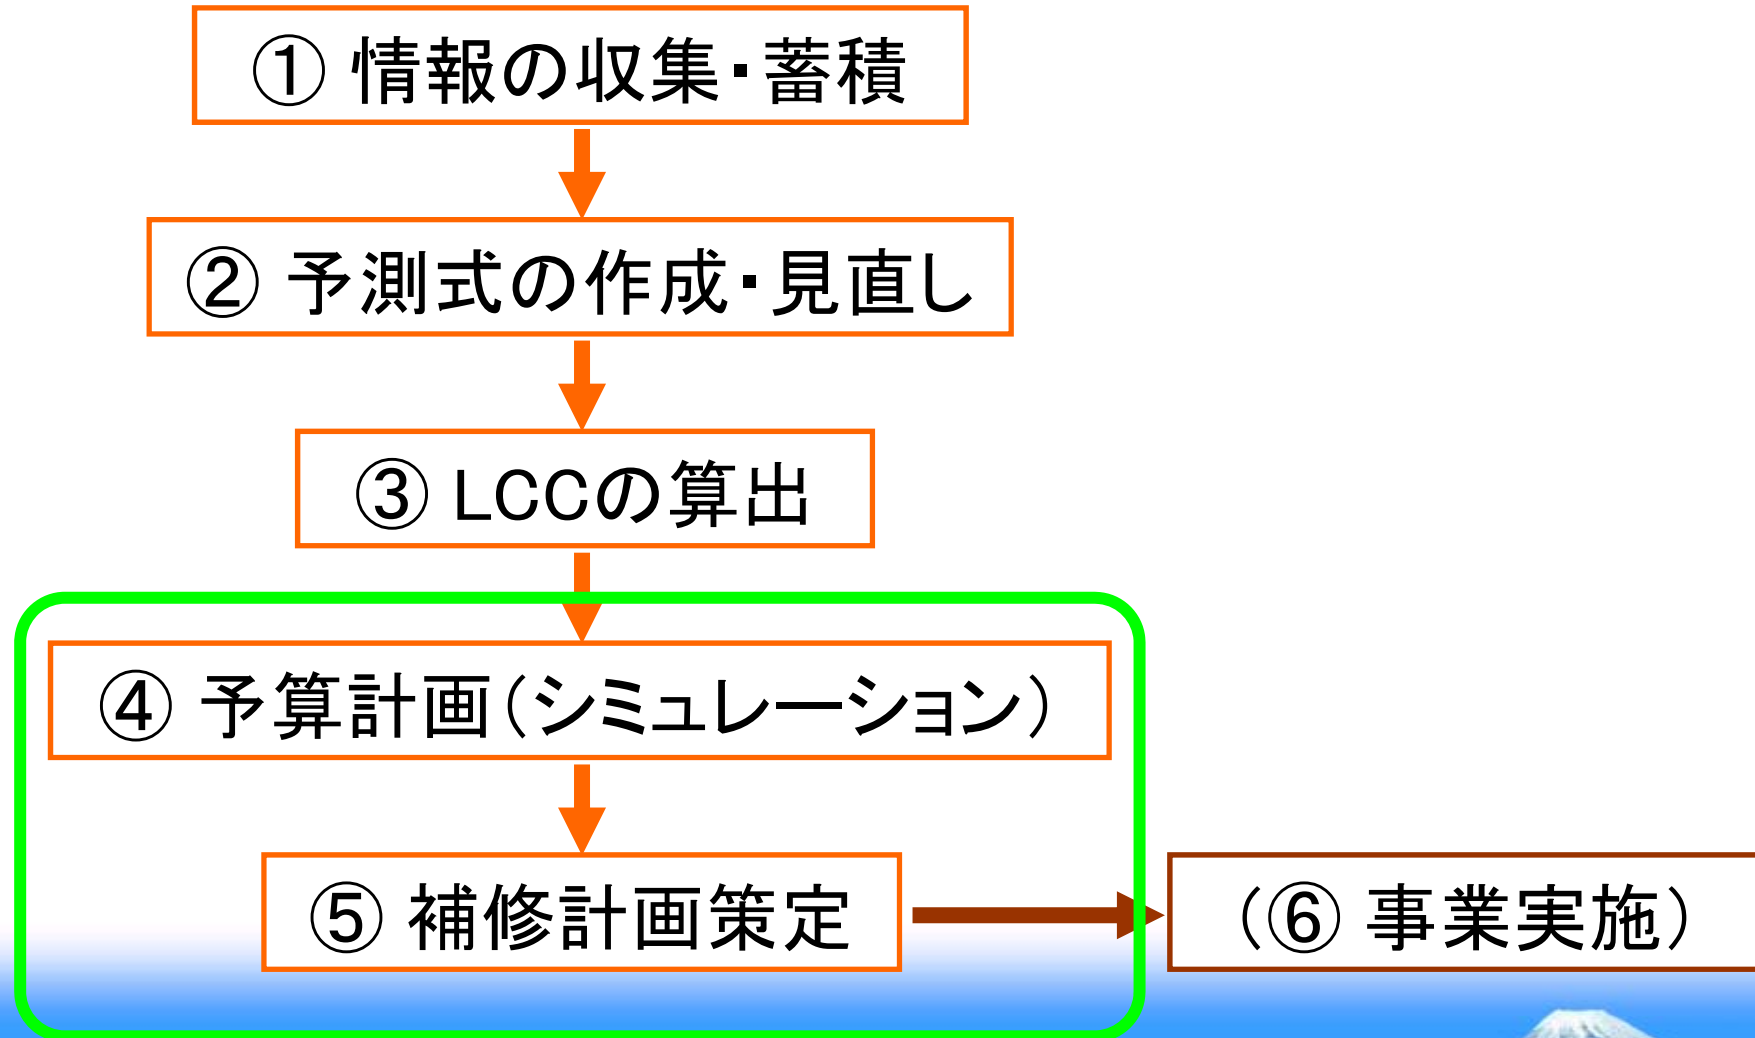 ① 情報の収集・蓄積
② 予測式の作成・見直し
③ LCCの算出
④ 予算計画(シミュレーション)
⑤ 補修計画策定
(⑥ 事業実施)